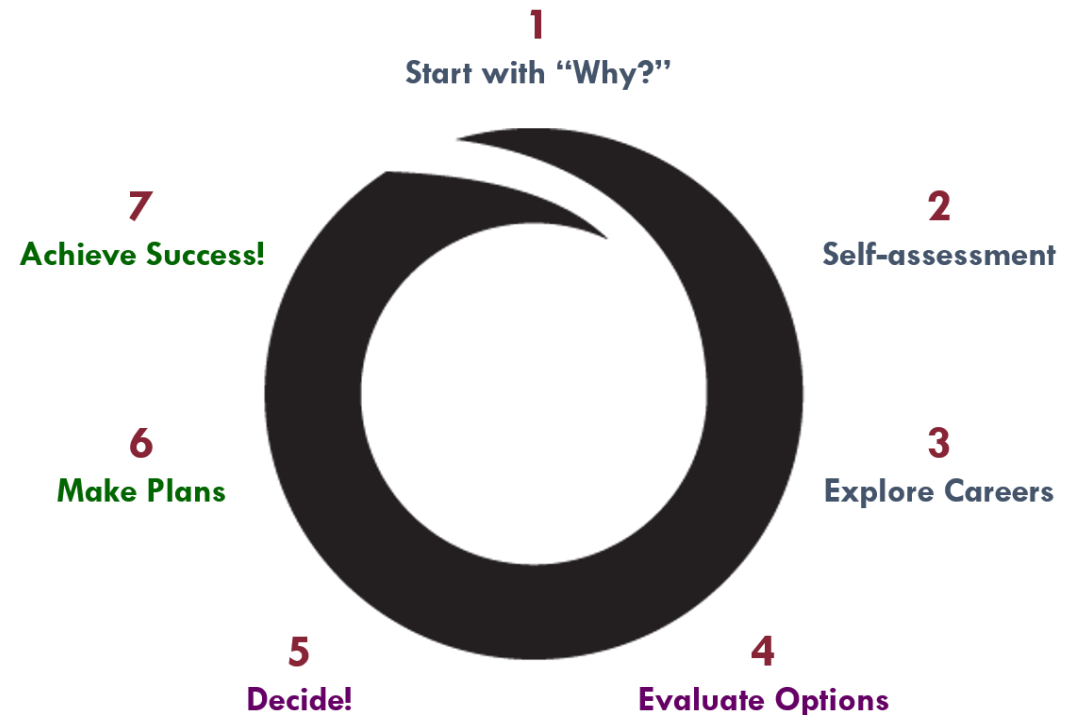 1
Start with “Why?”
2
Self-assessment
3
Explore Careers
4
Evaluate Options
5
Decide!
6
Make Plans
7
Achieve Success!